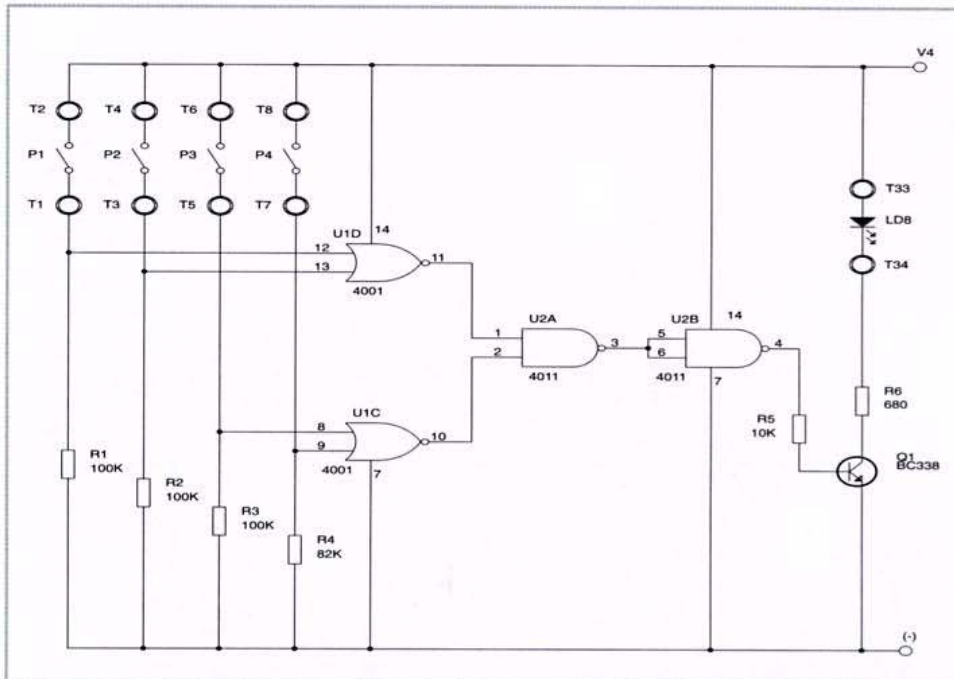 V4
T2 T4 T6 T8
P1 P2 P3 P4
T1 T3 T5 T7
T33
LD8
T34
U1D 14
12
13
11
4001
U2A
1
2
3
4011
U2B 14
5
6
4
4011 7
U1C
8
9
10
4001 7
R6
680
R5
10K
Q1
BC338
R1
100K
R2
100K
R3
100K
R4
82K
(-)